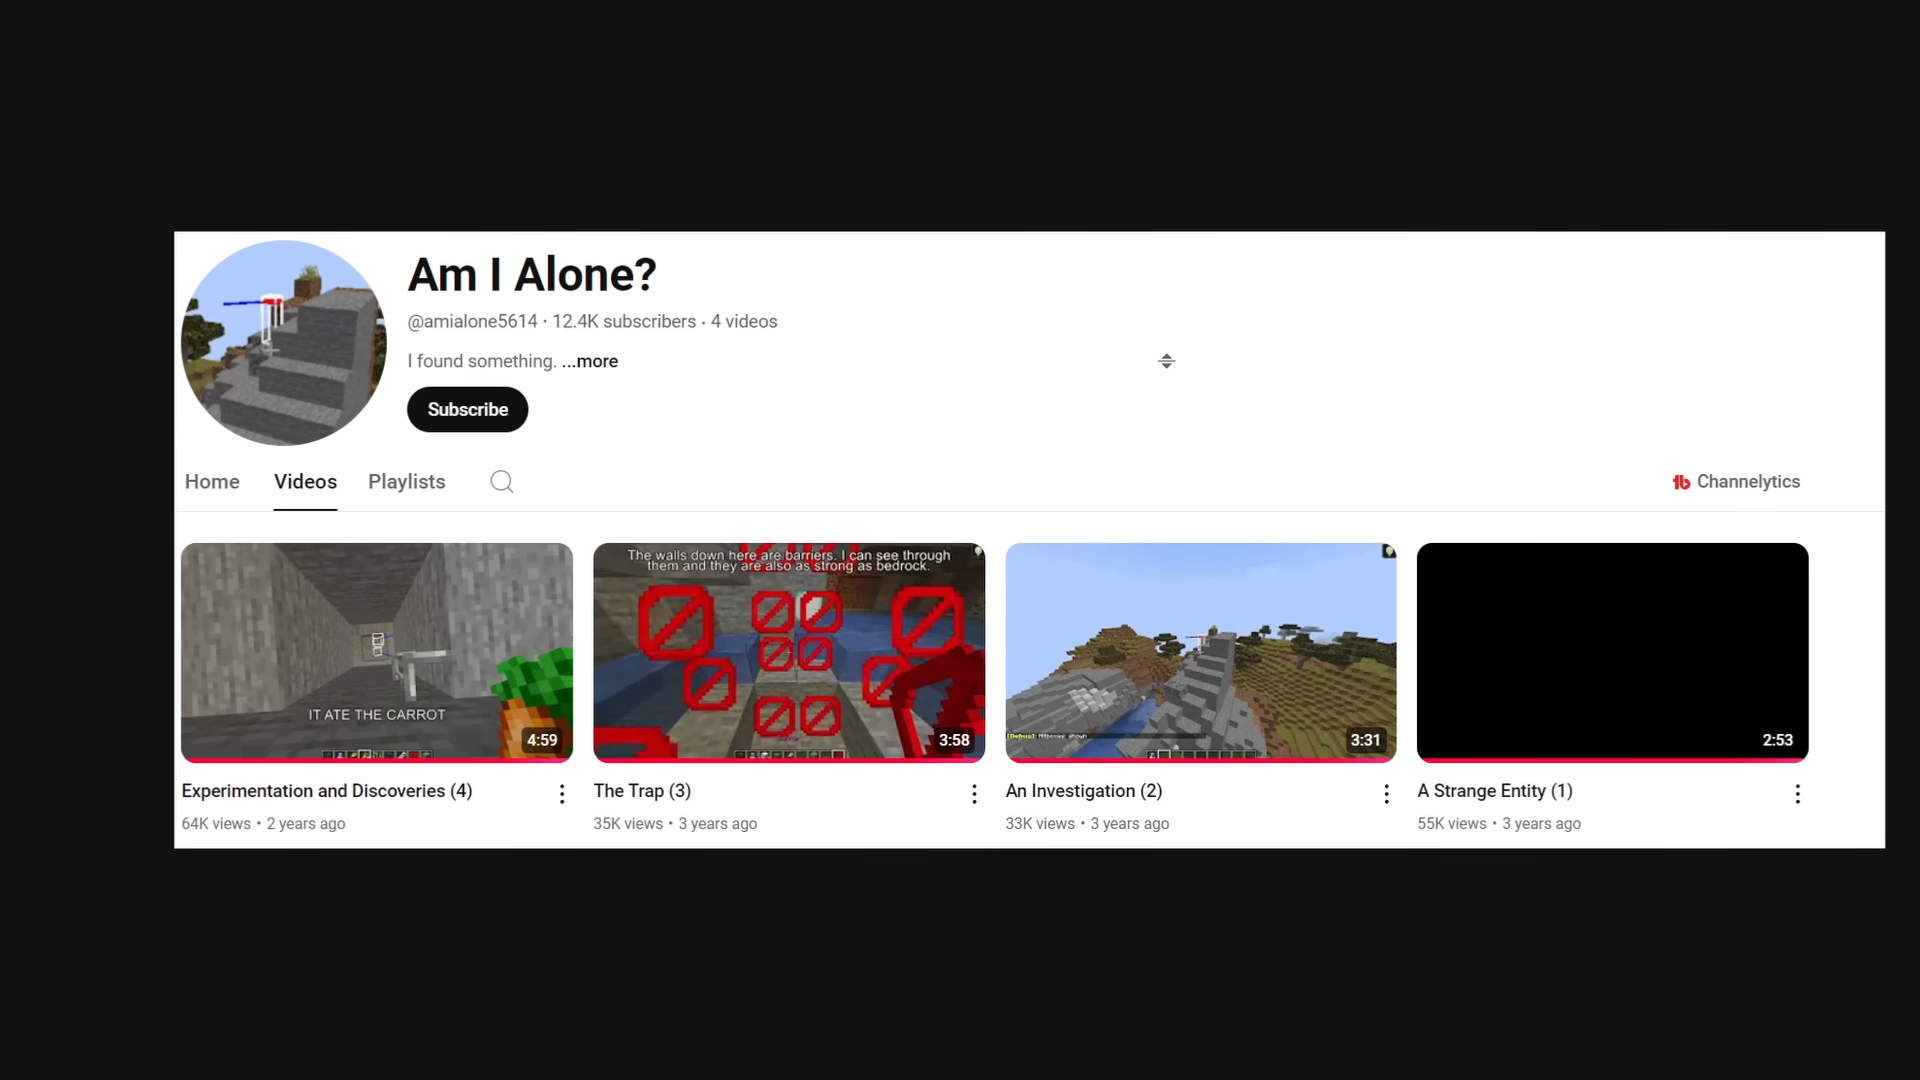 Am I Alone?
@amialone5614 · 12.4K subscribers · 4 videos
I found something. ...more
Subscribe
Home Videos Playlists
Channelytics
The walls down here are barriers. I can see through
them and they are also as strong as bedrock.
IT ATE THE CARROT
4:59
3:58
[Debug]: Hitboxes: shown
3:31
2:53
Experimentation and Discoveries (4)
64K views • 2 years ago
The Trap (3)
35K views • 3 years ago
An Investigation (2)
33K views • 3 years ago
A Strange Entity (1)
55K views • 3 years ago